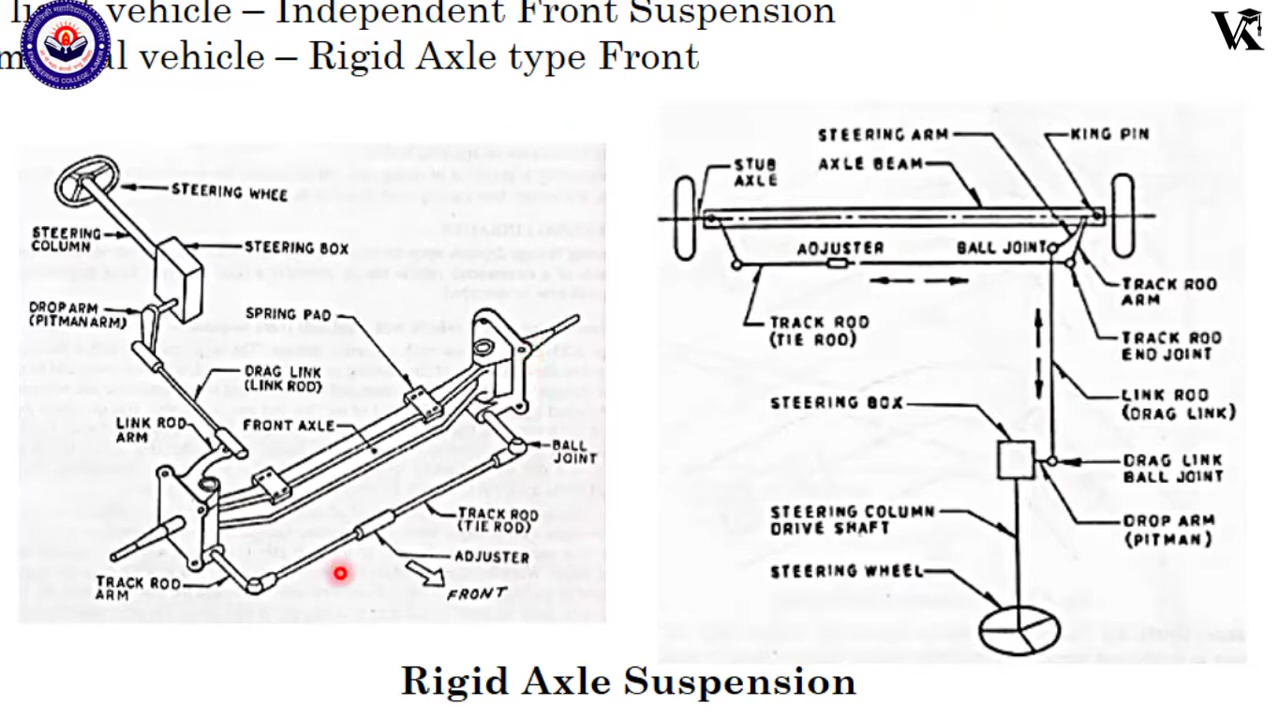 vehicle – Independent Front Suspension
vehicle – Rigid Axle type Front
ENGINEERING COLLEGE, AJMER
VK
STEERING WHEE
STEERING
COLUMN
STEERING BOX
DROP ARM
(PITMAN ARM)
SPRING PAD
DRAG LINK
(LINK ROD)
LINK ROD
ARM
FRONT AXLE
BALL
JOINT
TRACK ROD
(TIE ROD)
ADJUSTER
TRACK ROD
ARM
FRONT
STEERING ARM
KING PIN
STUB
AXLE
AXLE BEAM
ADJUSTER
BALL JOINT
TRACK ROD
ARM
TRACK ROD
(TIE ROD)
TRACK ROD
END JOINT
STEERING BOX
LINK ROD
(DRAG LINK)
DRAG LINK
BALL JOINT
STEERING COLUMN
DRIVE SHAFT
DROP ARM
(PITMAN)
STEERING WHEEL
Rigid Axle Suspension